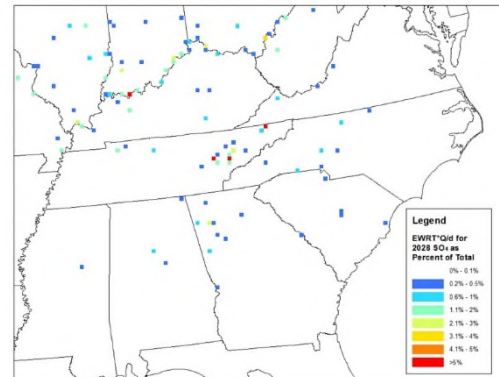 Legend
EWRT*Q/d for
2028 SO₄ as
Percent of Total
0% - 0.1%
0.2% - 0.5%
0.6% - 1%
1.1% - 2%
2.1% - 3%
3.1% - 4%
4.1% - 5%
>5%